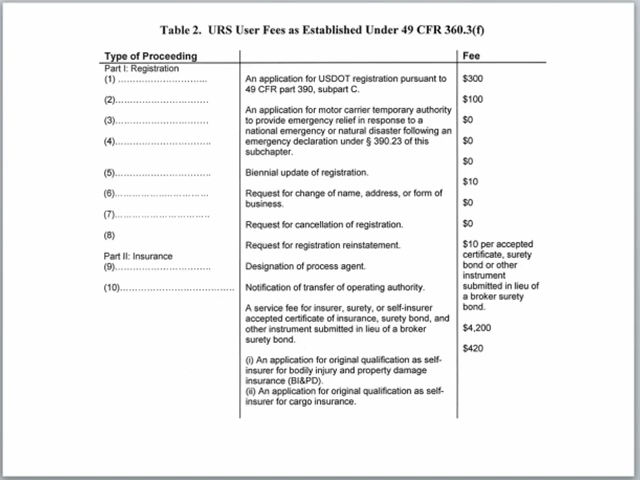 Table 2. URS User Fees as Established Under 49 CFR 360.3(f)
Type of Proceeding
Fee
Part I: Registration
(1) ……………………………
(2)……………………………
(3)……………………………
(4)……………………………
(5)……………………………
(6)……………………………
(7)……………………………
(8)
Part II: Insurance
(9)……………………………
(10)…………………………………
An application for USDOT registration pursuant to
49 CFR part 390, subpart C.
An application for motor carrier temporary authority
to provide emergency relief in response to a
national emergency or natural disaster following an
emergency declaration under § 390.23 of this
subchapter.
Biennial update of registration.
Request for change of name, address, or form of
business.
Request for cancellation of registration.
Request for registration reinstatement.
Designation of process agent.
Notification of transfer of operating authority.
A service fee for insurer, surety, or self-insurer
accepted certificate of insurance, surety bond, and
other instrument submitted in lieu of a broker
surety bond.
(i) An application for original qualification as self-
insurer for bodily injury and property damage
insurance (BI&PD).
(ii) An application for original qualification as self-
insurer for cargo insurance.
$300
$100
$0
$0
$0
$10
$0
$0
$10 per accepted
certificate, surety
bond or other
instrument
submitted in lieu of
a broker surety
bond.
$4,200
$420